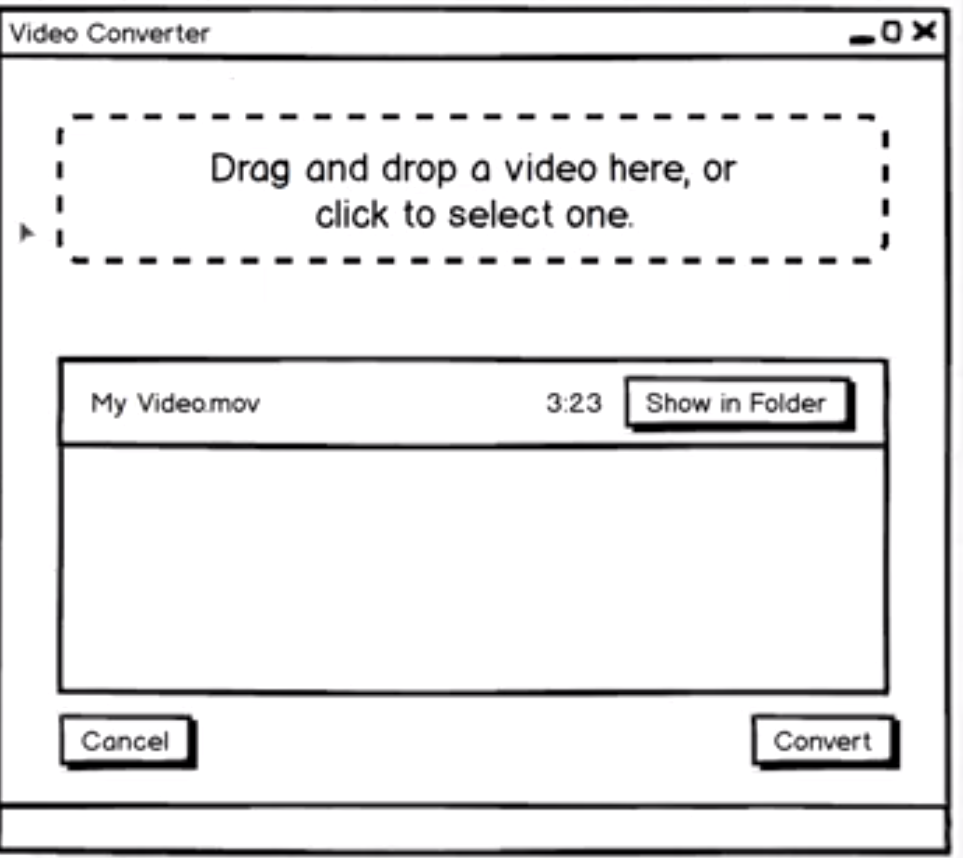 Video Converter
Drag and drop a video here, or
click to select one.
My Video.mov 3:23 Show in Folder
Cancel Convert